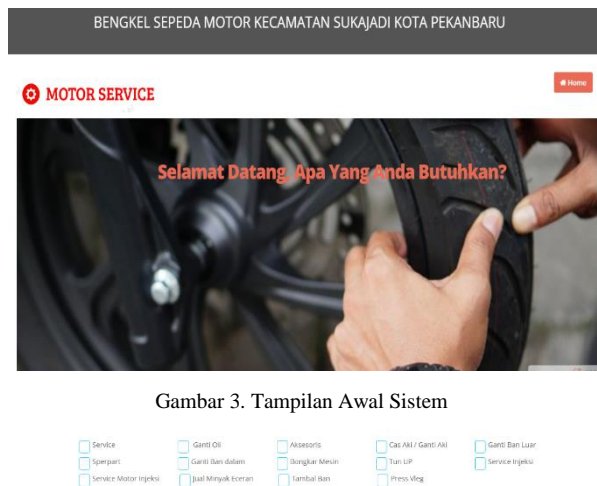 BENGKEL SEPEDA MOTOR KECAMATAN SUKAJADI KOTA PEKANBARU
Home
MOTOR SERVICE
Selamat Datang, Apa Yang Anda Butuhkan?
Gambar 3. Tampilan Awal Sistem
Service Ganti Oli Aksesoris Cas Aki / Ganti Aki Ganti Ban Luar
Sperpart Ganti Ban dalam Bongkar Mesin Tun UP Service Injeksi
Service Motor Injeksi Jual Minyak Eceran Tambal Ban Press Vleg